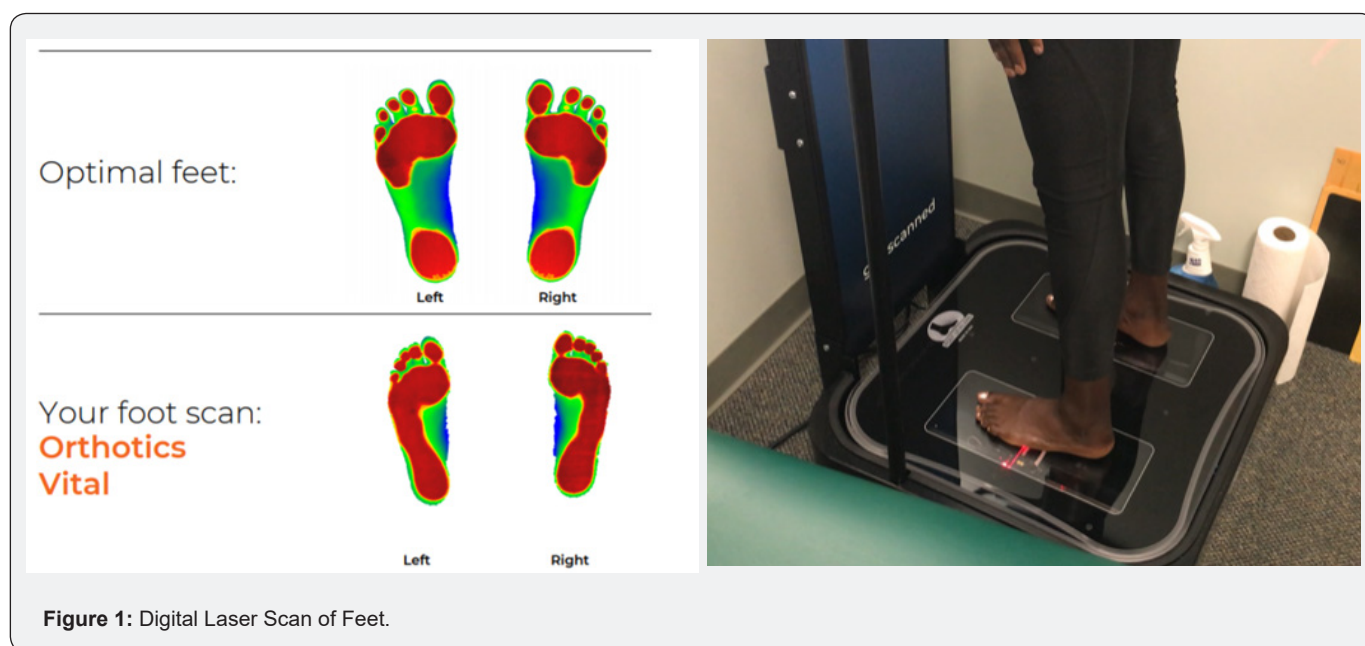 Optimal feet:
Left Right
Your foot scan:
Orthotics
Vital
Left Right
scanned
Figure 1: Digital Laser Scan of Feet.